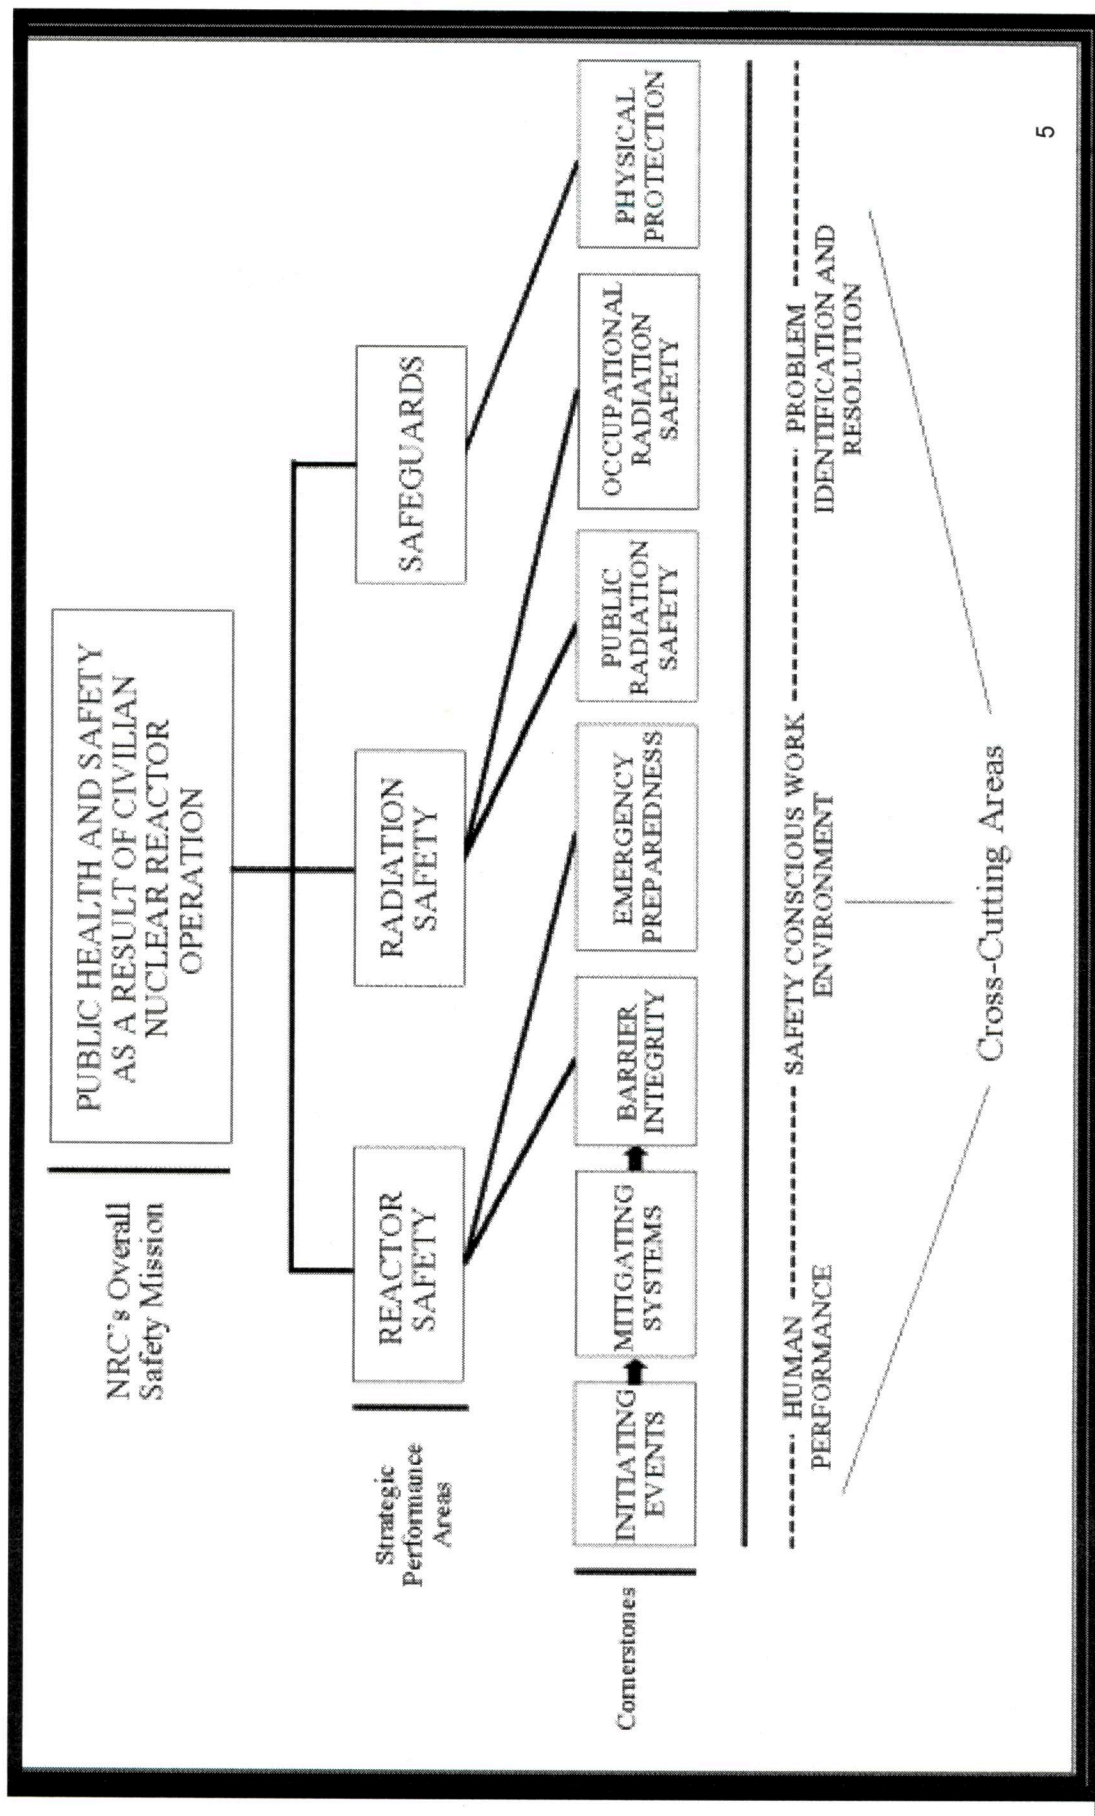 PUBLIC HEALTH AND SAFETY
AS A RESULT OF CIVILIAN
NUCLEAR REACTOR
OPERATION
NRC's Overall
Safety Mission
REACTOR
SAFETY
RADIATION
SAFETY
SAFEGUARDS
Strategic
Performance
Areas
INITIATING
EVENTS
MITIGATING
SYSTEMS
BARRIER
INTEGRITY
EMERGENCY
PREPAREDNESS
PUBLIC
RADIATION
SAFETY
OCCUPATIONAL
RADIATION
SAFETY
PHYSICAL
PROTECTION
Cornerstones
HUMAN
PERFORMANCE
SAFETY CONSCIOUS WORK
ENVIRONMENT
PROBLEM
IDENTIFICATION AND
RESOLUTION
Cross-Cutting Areas
5